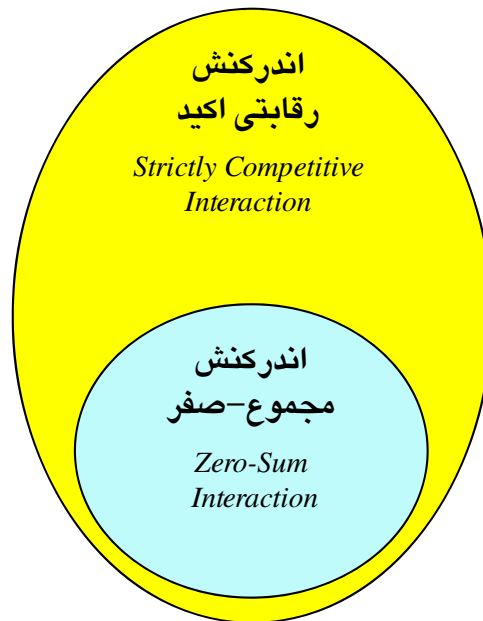 اندرکنش
رقابتی اکید
Strictly Competitive
Interaction
اندرکنش
مجموع-صفر
Zero-Sum
Interaction